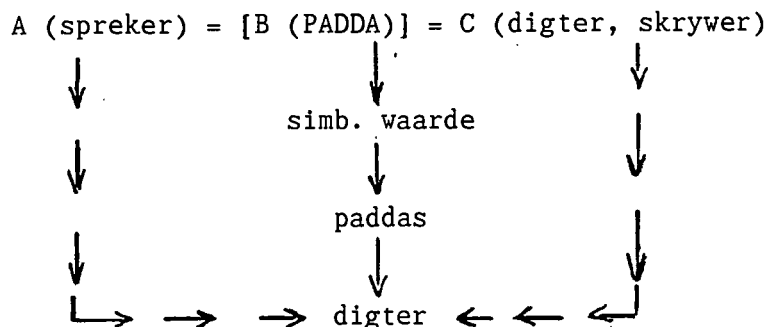 A (spreker) = [B (PADDA)] = C (digter, skrywer)
simb. waarde
paddas
digter